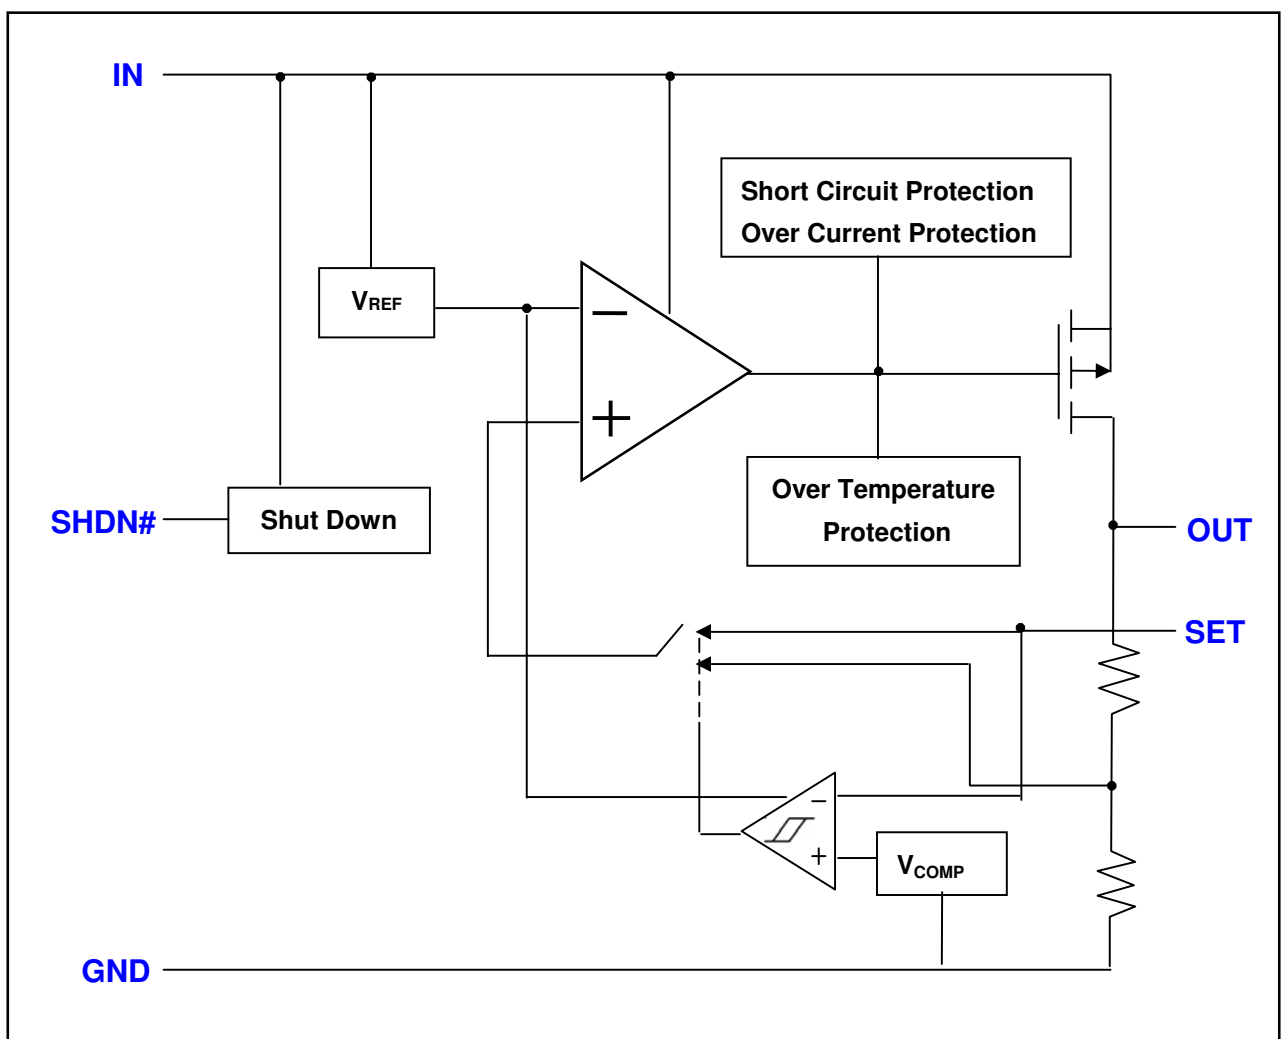 IN
Short Circuit Protection
Over Current Protection
VREF
−
+
Over Temperature
Protection
SHDN#
Shut Down
OUT
SET
−
+
VCOMP
GND